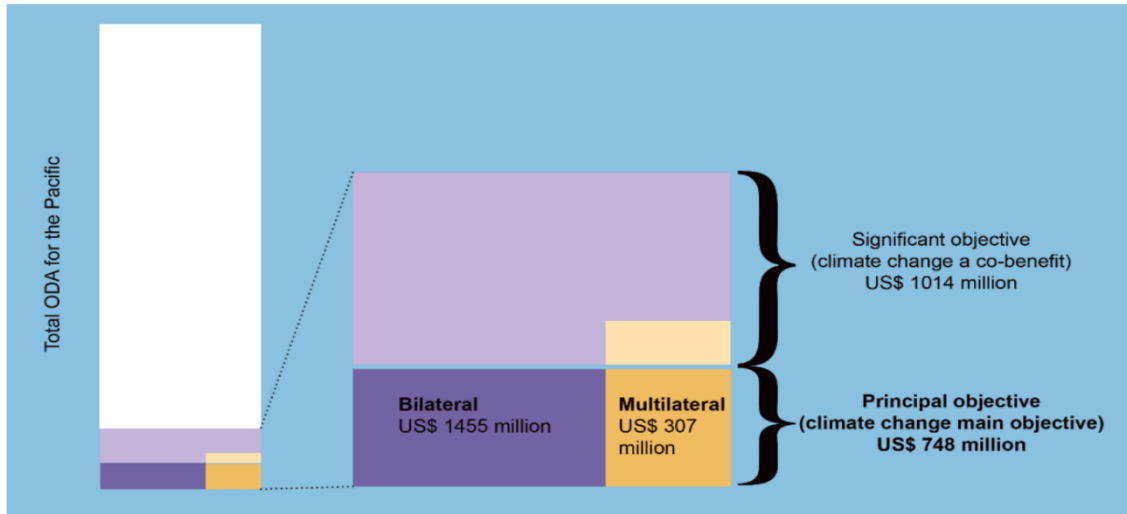 Total ODA for the Pacific
Significant objective
(climate change a co-benefit)
US$ 1014 million
Bilateral
US$ 1455 million
Multilateral
US$ 307
million
Principal objective
(climate change main objective)
US$ 748 million